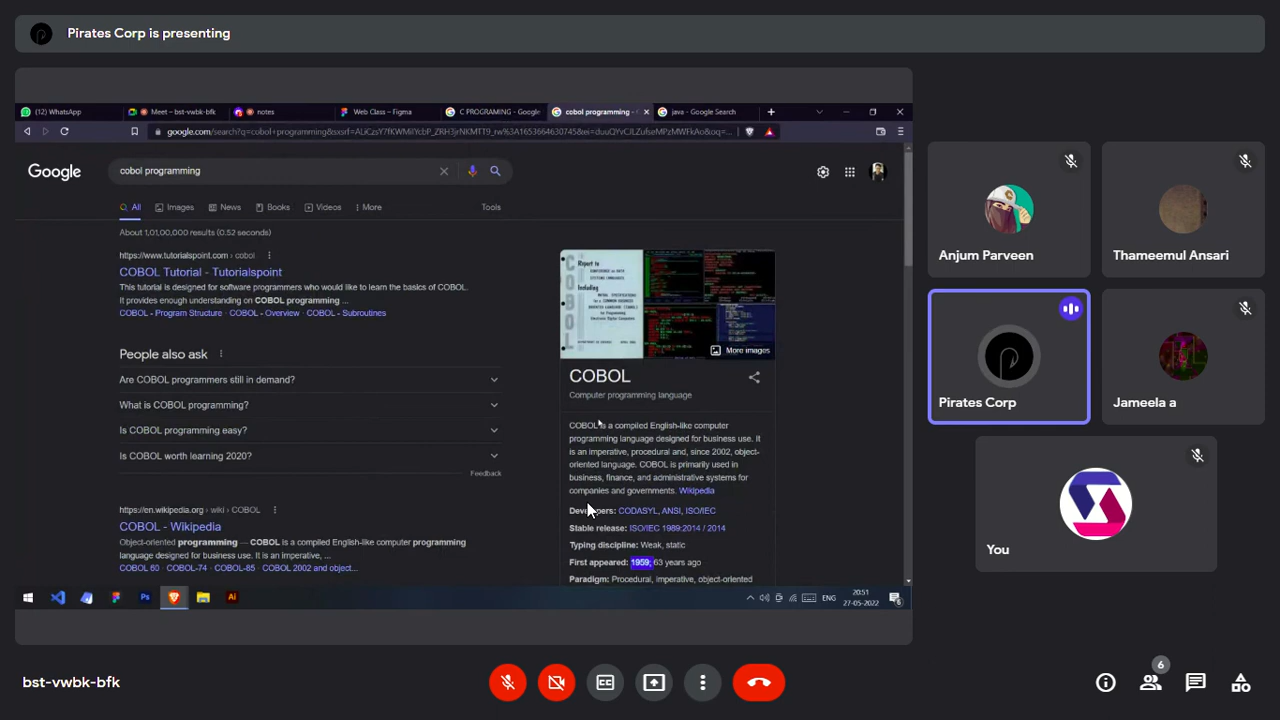 Pirates Corp is presenting
(12) WhatsApp
Meet – bst-vwbk-bfk
notes
Web Class – Figma
C PROGRAMING - Google
cobol programming -
java - Google Search
Google
cobol programming
All
Images
News
Books
Videos
More
Tools
About 1,01,00,000 results (0.52 seconds)
https://www.tutorialspoint.com › cobol
COBOL Tutorial - Tutorialspoint
This tutorial is designed for software programmers who would like to learn the basics of COBOL.
It provides enough understanding on COBOL programming ...
COBOL - Program Structure · COBOL - Overview · COBOL - Subroutines
People also ask
Are COBOL programmers still in demand?
What is COBOL programming?
Is COBOL programming easy?
Is COBOL worth learning 2020?
Feedback
https://en.wikipedia.org › wiki › COBOL
COBOL - Wikipedia
Object-oriented programming — COBOL is a compiled English-like computer programming
language designed for business use. It is an imperative, ...
COBOL 60 · COBOL-74 · COBOL-85 · COBOL 2002 and object...
More images
COBOL
Computer programming language
COBOL is a compiled English-like computer
programming language designed for business use. It
is an imperative, procedural and, since 2002, object-
oriented language. COBOL is primarily used in
business, finance, and administrative systems for
companies and governments. Wikipedia
Developers: CODASYL, ANSI, ISO/IEC
Stable release: ISO/IEC 1989:2014 / 2014
Typing discipline: Weak, static
First appeared: 1959; 63 years ago
Paradigm: Procedural, imperative, object-oriented
ENG
20:51
27-05-2022
Anjum Parveen
Thameemul Ansari
Pirates Corp
Jameela a
You
bst-vwbk-bfk
6